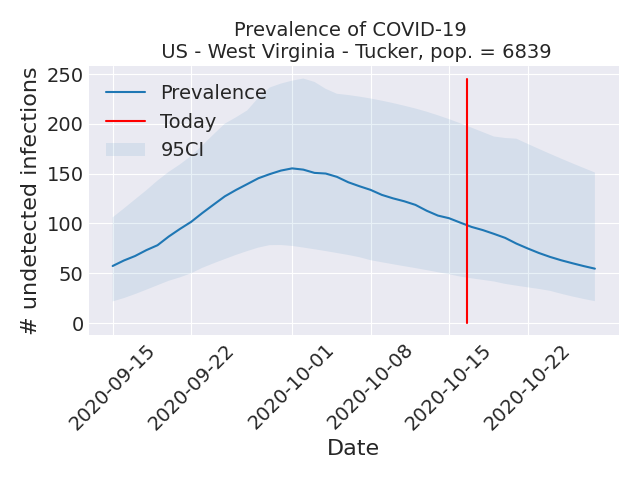 Prevalence of COVID-19
US - West Virginia - Tucker, pop. = 6839
# undetected infections
250
200
150
100
50
0
Prevalence
Today
95CI
2020-09-15
2020-09-22
2020-10-01
2020-10-08
2020-10-15
2020-10-22
Date